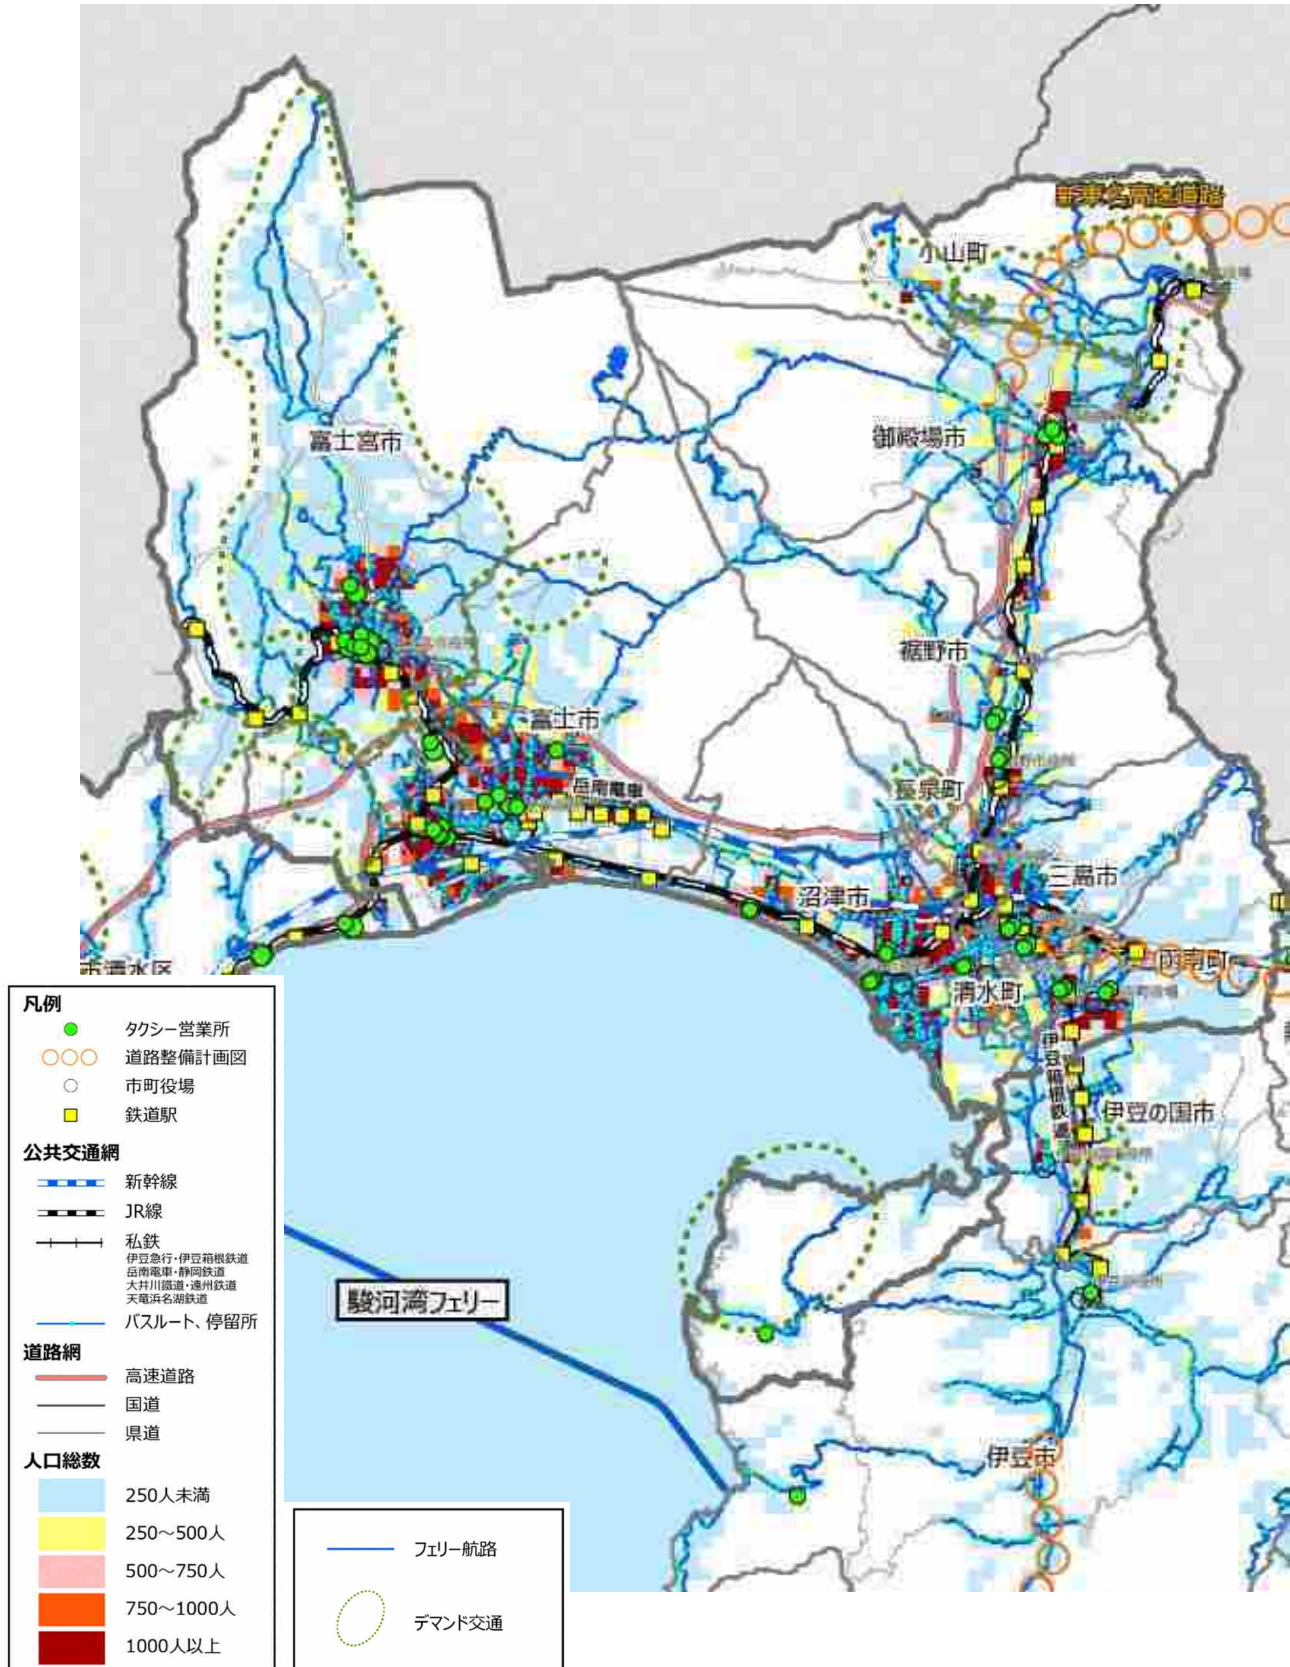 新東名高速道路
小山町
富士宮市
御殿場市
裾野市
富士市
岳南電車
長泉町
三島市
沼津市
函南町
市清水区
清水町
伊豆箱根鉄道
伊豆の国市
駿河湾フェリー
伊豆市
凡例
タクシー営業所
道路整備計画図
市町役場
鉄道駅
公共交通網
新幹線
JR線
私鉄
伊豆急行・伊豆箱根鉄道
岳南電車・静岡鉄道
大井川鐵道・遠州鉄道
天竜浜名湖鉄道
バスルート、停留所
道路網
高速道路
国道
県道
人口総数
250人未満
250～500人
500～750人
750～1000人
1000人以上
フェリー航路
デマンド交通